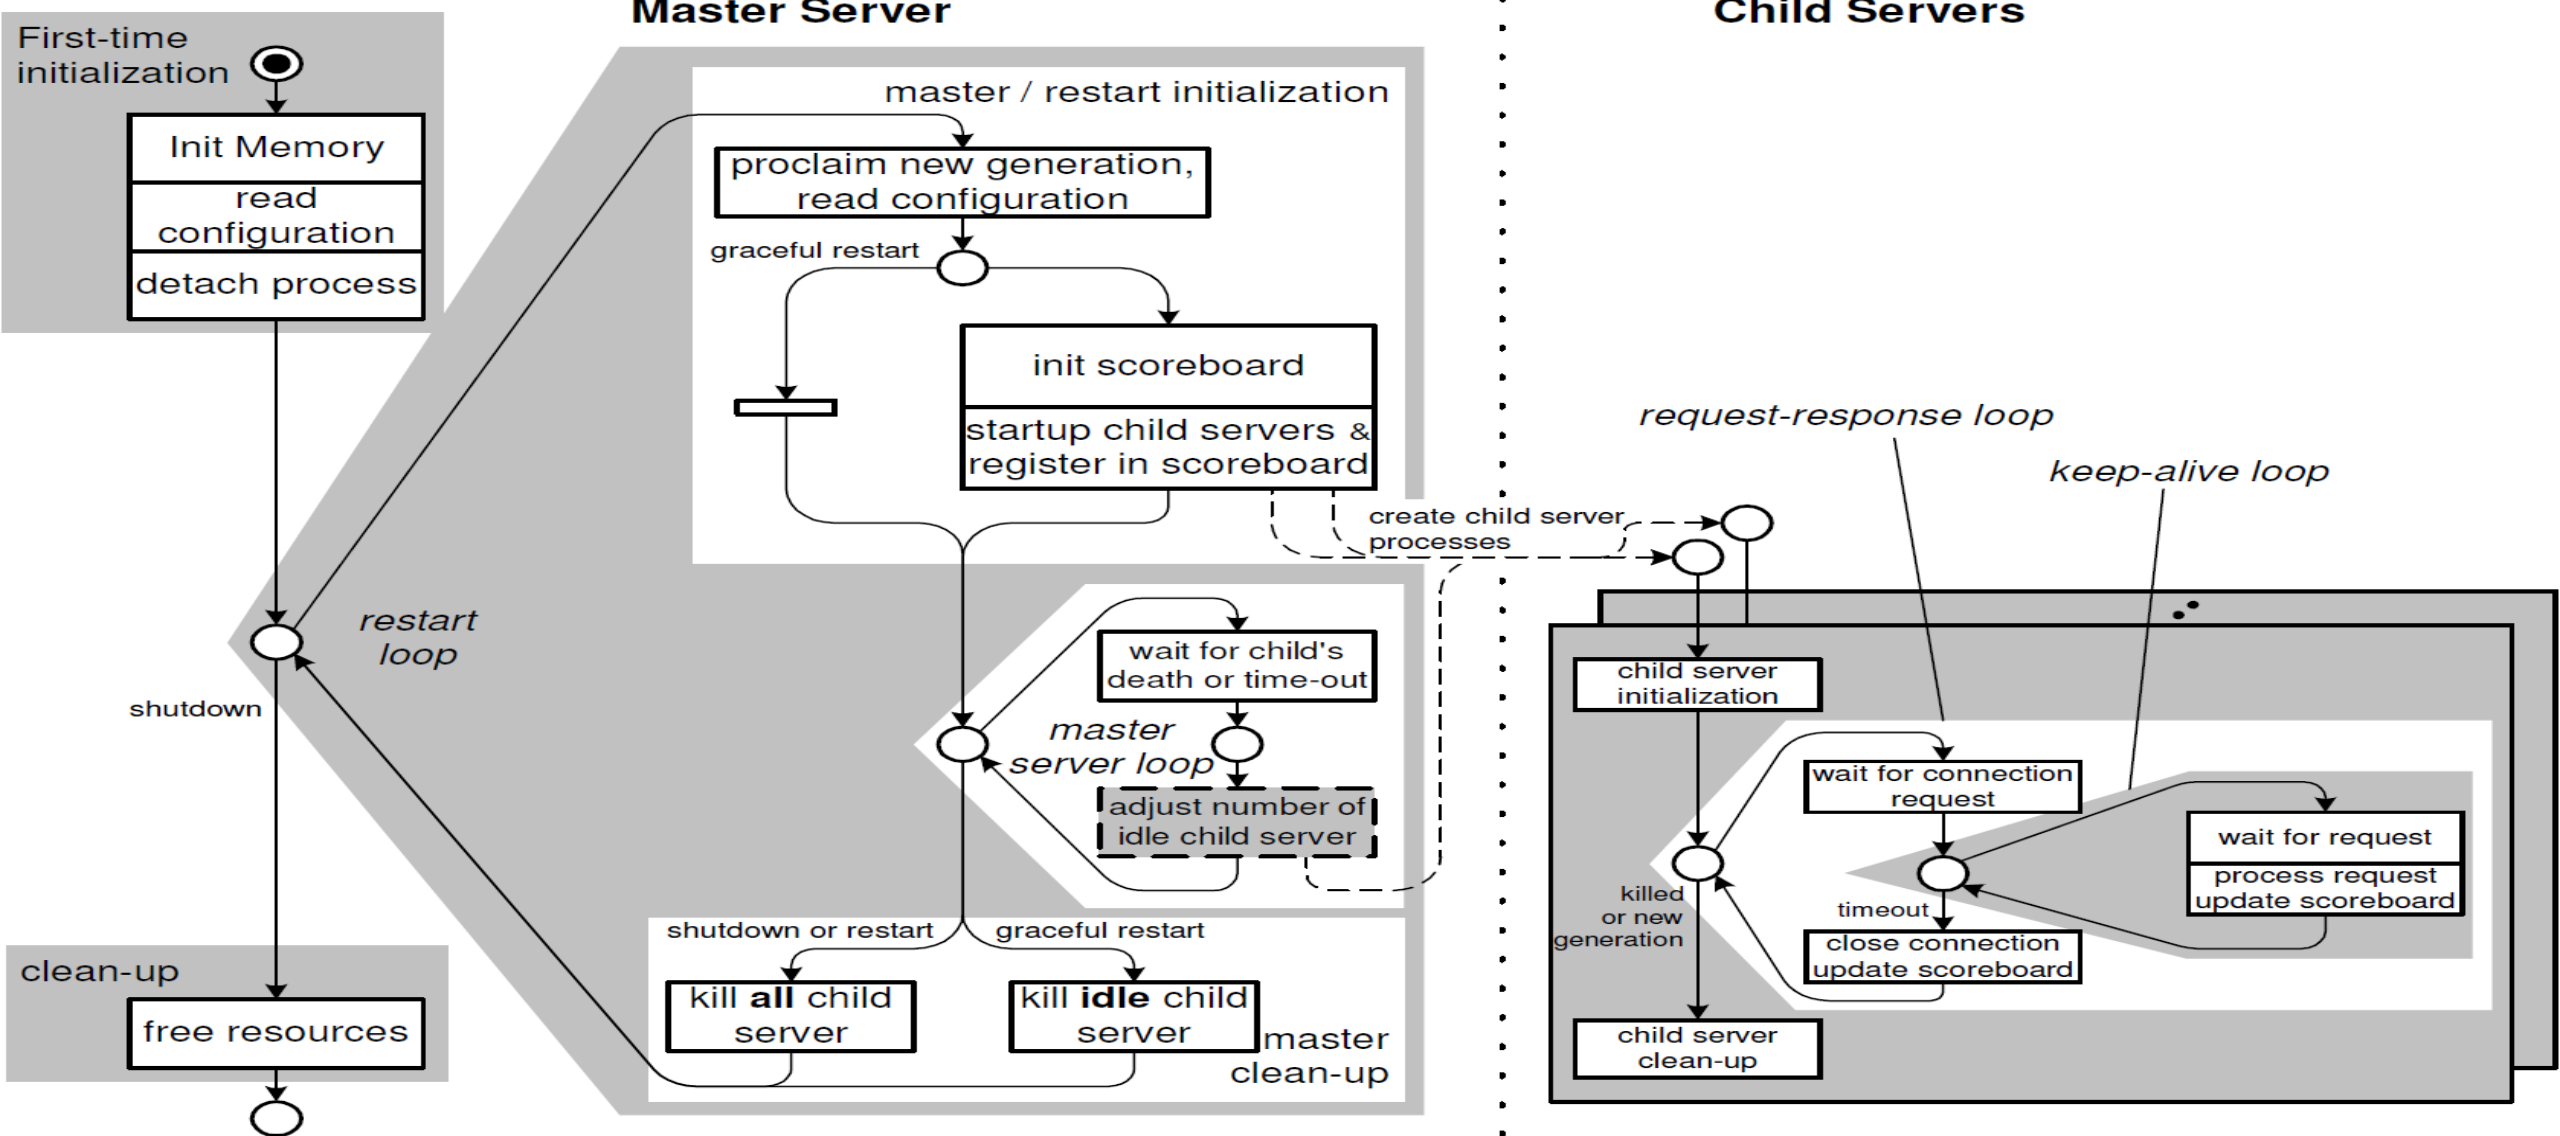 Master Server
Child Servers
First-time
initialization
Init Memory
read
configuration
detach process
master / restart initialization
proclaim new generation,
read configuration
graceful restart
init scoreboard
startup child servers &
register in scoreboard
create child server
processes
request-response loop
keep-alive loop
restart
loop
shutdown
wait for child's
death or time-out
master
server loop
adjust number of
idle child server
shutdown or restart
graceful restart
kill all child
server
kill idle child
server
master
clean-up
clean-up
free resources
child server
initialization
wait for connection
request
wait for request
process request
update scoreboard
killed
or new
generation
timeout
close connection
update scoreboard
child server
clean-up